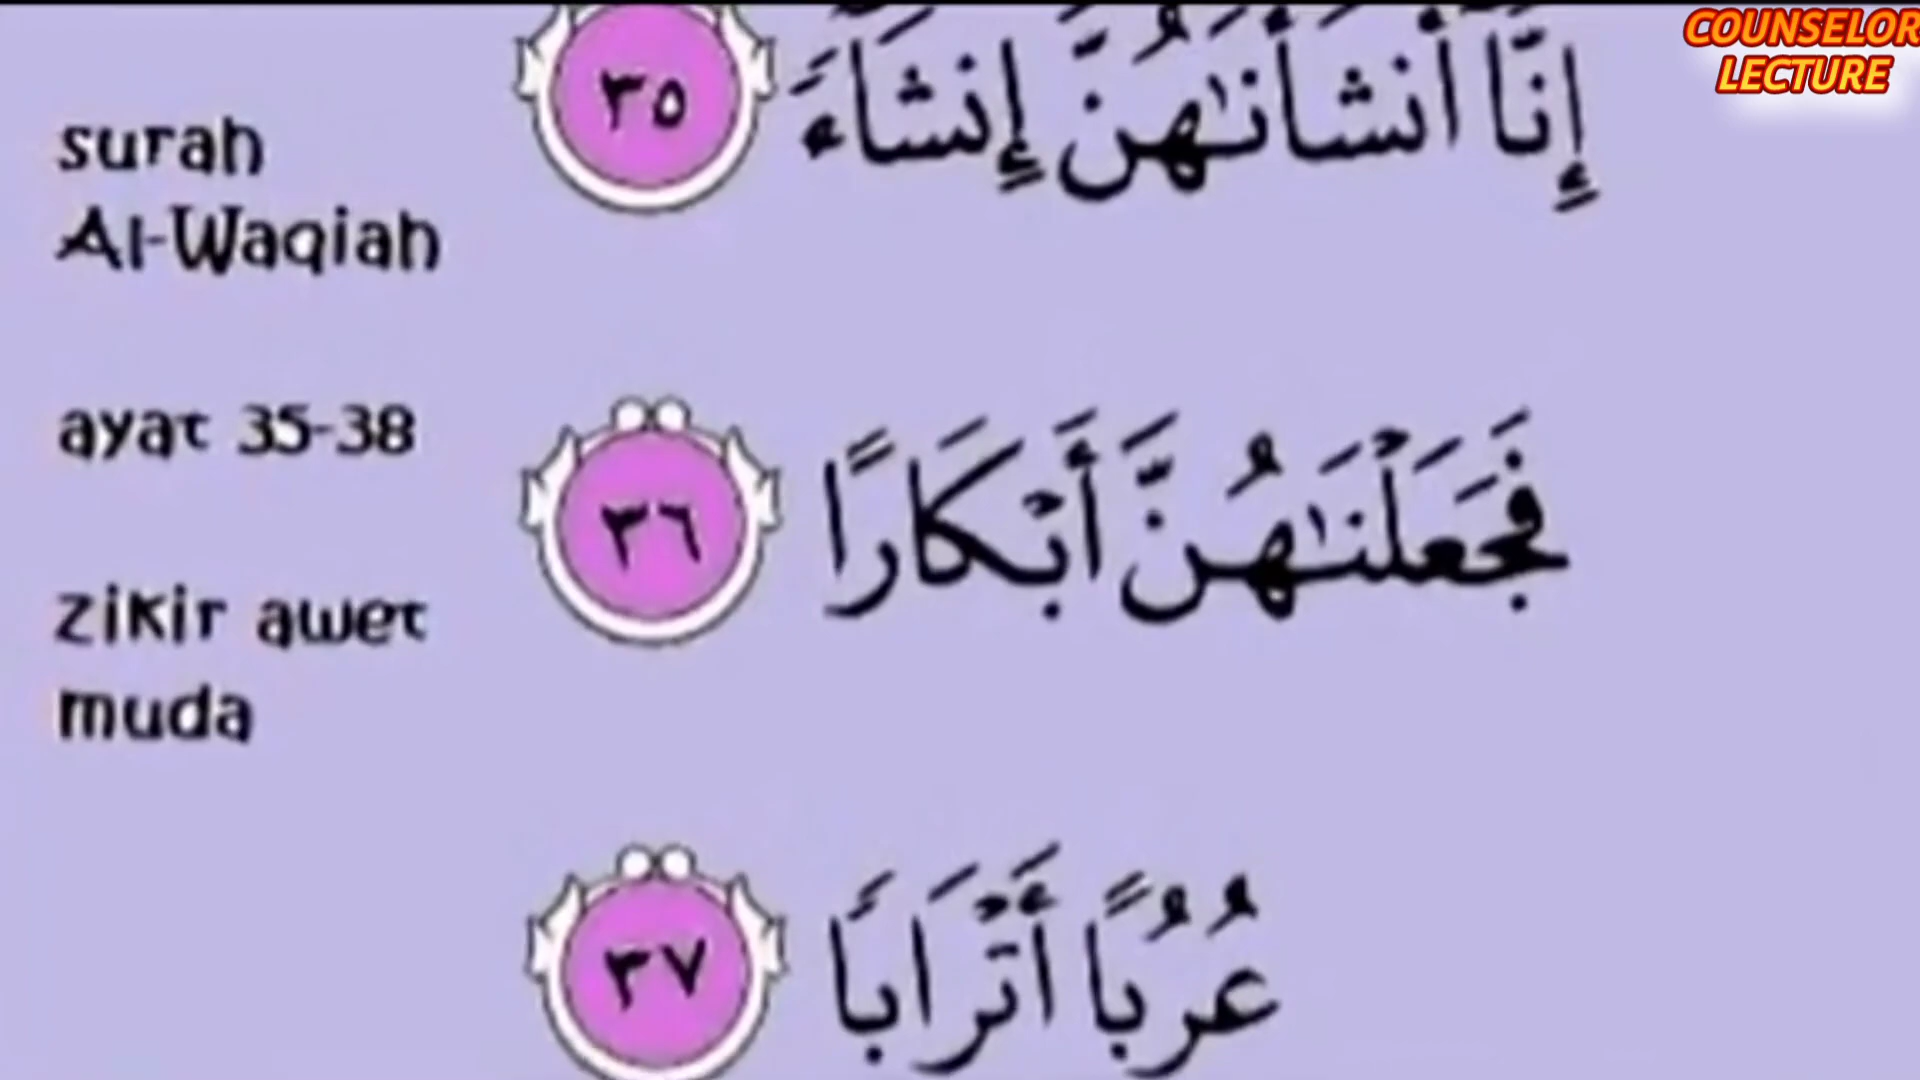 COUNSELOR
LECTURE
surah
Al-Waqiah
ayat 35-38
zikir awet
muda
إِنَّآ أَنشَأْنَٰهُنَّ إِنشَآءً ٣٥
فَجَعَلْنَٰهُنَّ أَبْكَارًا ٣٦
عُرُبًا أَتْرَابًا ٣٧